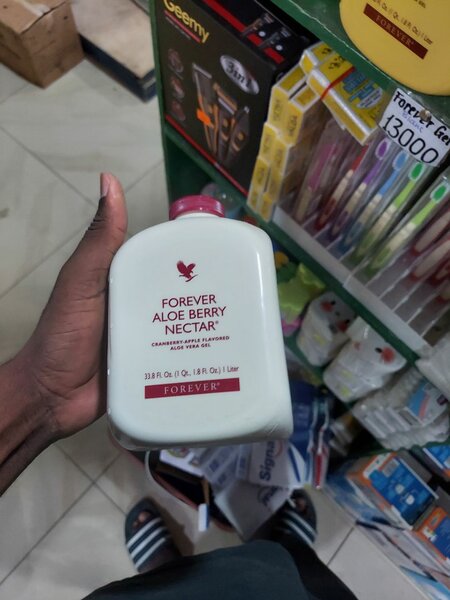 Geemy
3in1
FOREVER
Forever Gel
13000
FOREVER
ALOE BERRY
NECTAR®
CRANBERRY-APPLE FLAVORED
ALOE VERA GEL
33.8 Fl. Oz. (1 Qt., 1.8 Fl. Oz.) 1 Liter
FOREVER®
Signal